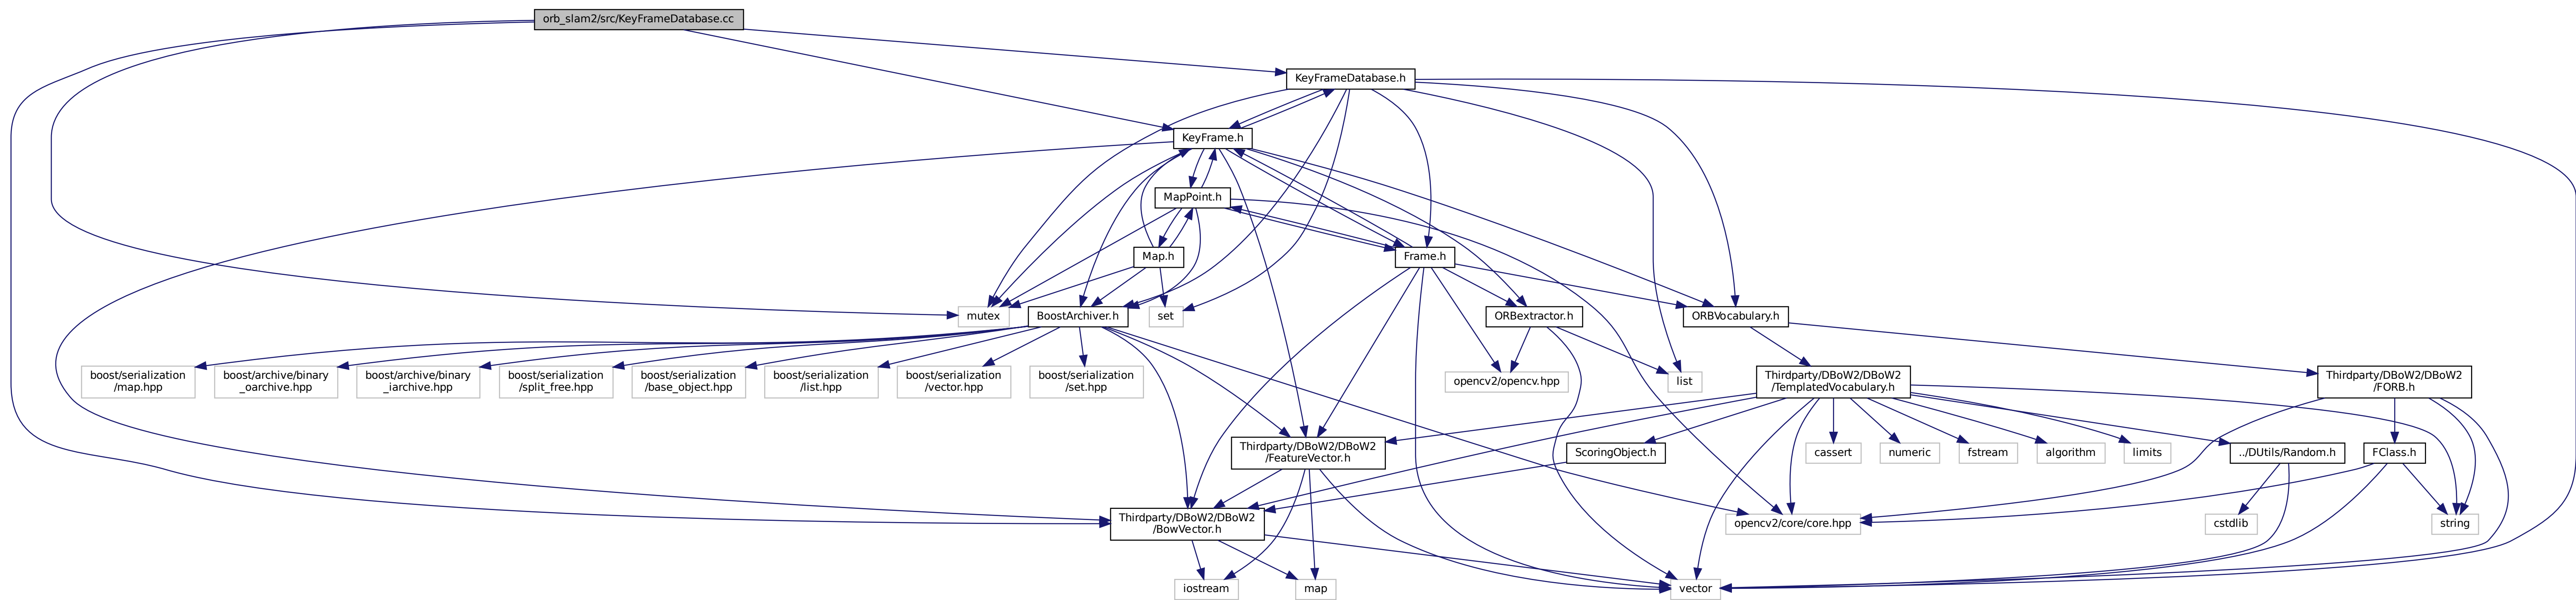 orb_slam2/src/KeyFrameDatabase.cc
KeyFrameDatabase.h
KeyFrame.h
MapPoint.h
Map.h
Frame.h
mutex
BoostArchiver.h
set
ORBextractor.h
ORBVocabulary.h
boost/serialization
/map.hpp
boost/archive/binary
_oarchive.hpp
boost/archive/binary
_iarchive.hpp
boost/serialization
/split_free.hpp
boost/serialization
/base_object.hpp
boost/serialization
/list.hpp
boost/serialization
/vector.hpp
boost/serialization
/set.hpp
opencv2/opencv.hpp
list
Thirdparty/DBoW2/DBoW2
/TemplatedVocabulary.h
Thirdparty/DBoW2/DBoW2
/FORB.h
Thirdparty/DBoW2/DBoW2
/FeatureVector.h
ScoringObject.h
cassert
numeric
fstream
algorithm
limits
../DUtils/Random.h
FClass.h
Thirdparty/DBoW2/DBoW2
/BowVector.h
opencv2/core/core.hpp
cstdlib
string
iostream
map
vector